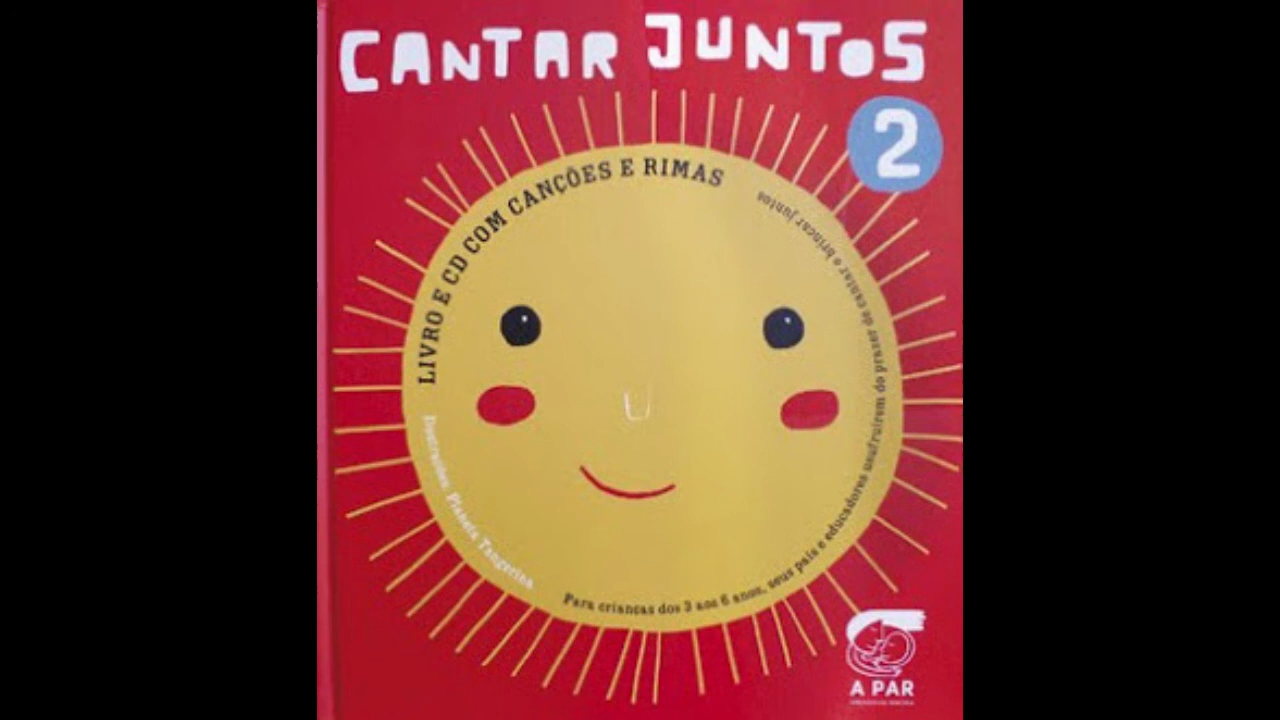 CANTAR JUNTOS
2
LIVRO E CD COM CANÇÕES E RIMAS
Ilustrações: Planeta Tangerina
Para crianças dos 3 aos 6 anos, seus pais e educadores usufruírem do prazer de cantar e brincar juntos
A PAR